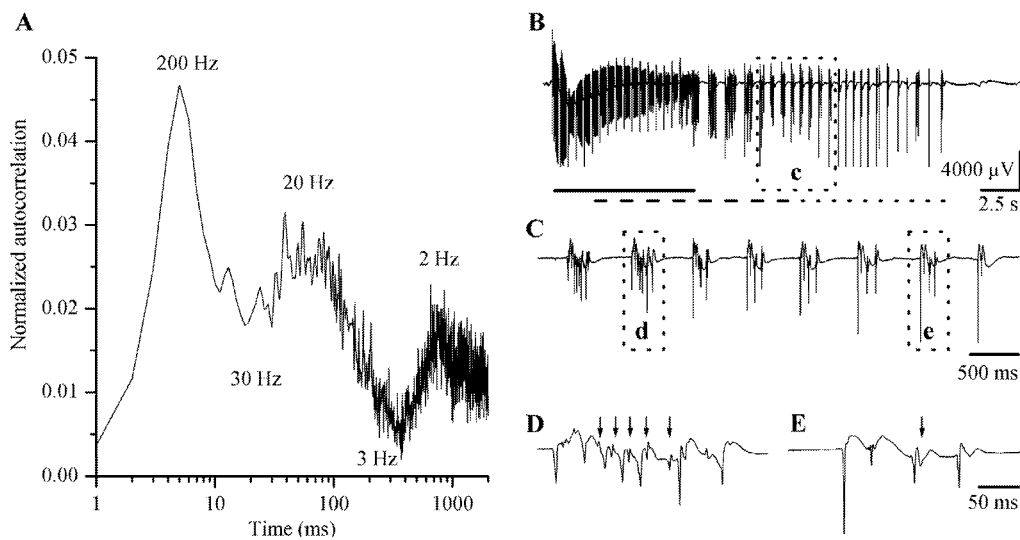 A
Normalized autocorrelation
0.05
0.04
0.03
0.02
0.01
0.00
200 Hz
20 Hz
2 Hz
30 Hz
3 Hz
1
10
100
1000
Time (ms)
B
c
4000 µV
2.5 s
C
d
e
500 ms
D
E
50 ms